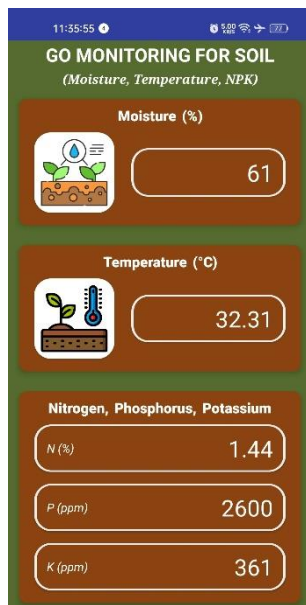 11:35:55
GO MONITORING FOR SOIL
(Moisture, Temperature, NPK)
Moisture (%)
61
Temperature (°C)
32.31
Nitrogen, Phosphorus, Potassium
N (%) 1.44
P (ppm) 2600
K (ppm) 361